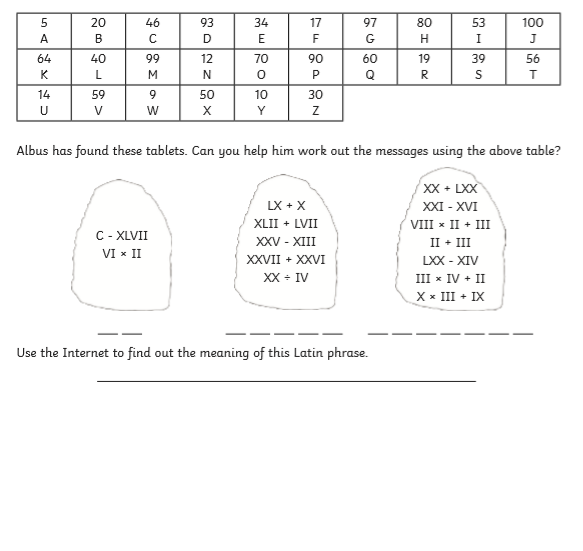 5 20 46 93 34 17 97 80 53 100
A B C D E F G H I J
64 40 99 12 70 90 60 19 39 56
K L M N O P Q R S T
14 59 9 50 10 30
U V W X Y Z
Albus has found these tablets. Can you help him work out the messages using the above table?
C - XLVII
VI × II
LX + X
XLII + LVII
XXV - XIII
XXVII + XXVI
XX ÷ IV
XX + LXX
XXI - XVI
VIII × II + III
II + III
LXX - XIV
III × IV + II
X × III + IX
Use the Internet to find out the meaning of this Latin phrase.